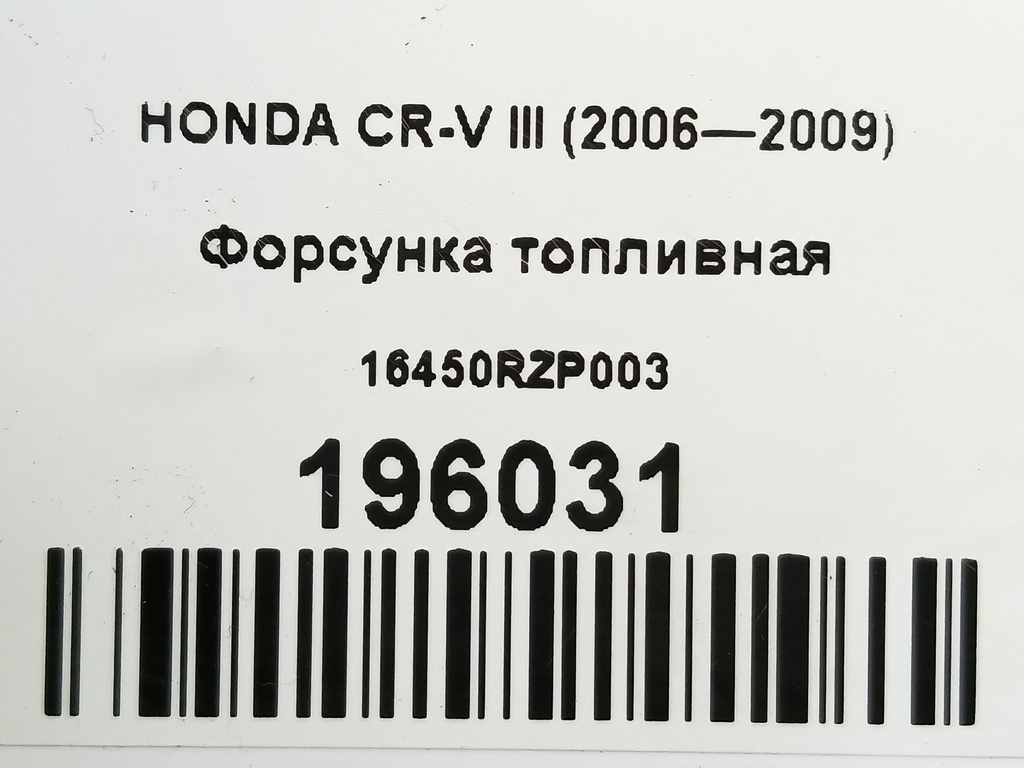 HONDA CR-V III (2006—2009)
Форсунка топливная
16450RZP003
196031